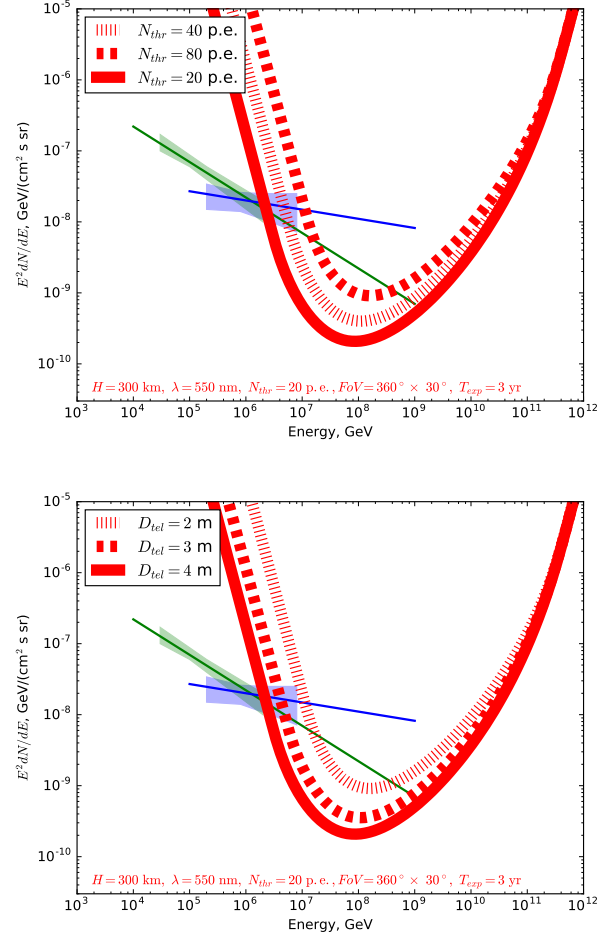 10^-5
10^-6
10^-7
10^-8
10^-9
10^-10
E^2 dN/dE, GeV/(cm^2 s sr)
N_thr = 40 p.e.
N_thr = 80 p.e.
N_thr = 20 p.e.
H = 300 km, λ = 550 nm, N_thr = 20 p.e., FoV = 360° × 30°, T_exp = 3 yr
10^3 10^4 10^5 10^6 10^7 10^8 10^9 10^10 10^11 10^12
Energy, GeV
10^-5
10^-6
10^-7
10^-8
10^-9
10^-10
E^2 dN/dE, GeV/(cm^2 s sr)
D_tel = 2 m
D_tel = 3 m
D_tel = 4 m
H = 300 km, λ = 550 nm, N_thr = 20 p.e., FoV = 360° × 30°, T_exp = 3 yr
10^3 10^4 10^5 10^6 10^7 10^8 10^9 10^10 10^11 10^12
Energy, GeV